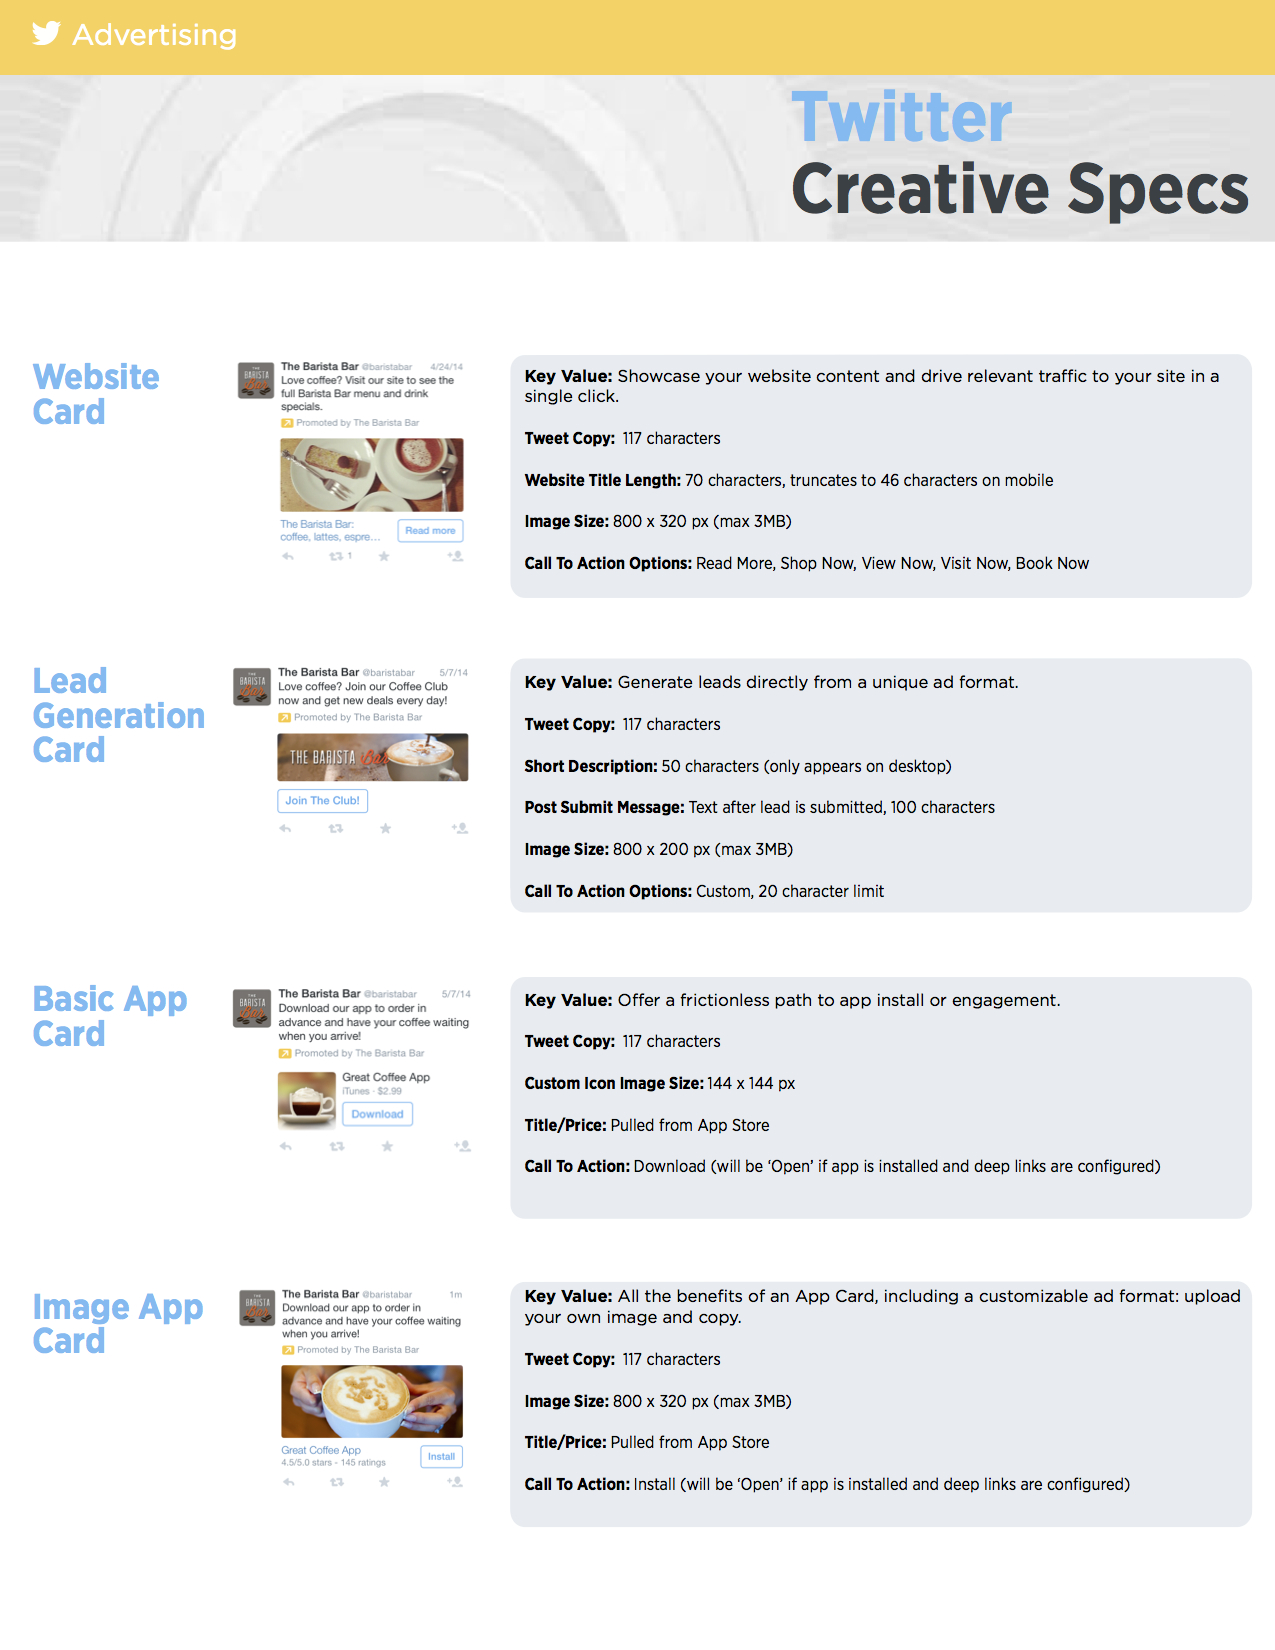 Advertising
Twitter
Creative Specs
Website
Card
The Barista Bar @baristabar 4/24/14
Love coffee? Visit our site to see the
full Barista Bar menu and drink
specials.
Promoted by The Barista Bar
The Barista Bar:
coffee, lattes, espre...
Read more
1
Key Value: Showcase your website content and drive relevant traffic to your site in a
single click.
Tweet Copy: 117 characters
Website Title Length: 70 characters, truncates to 46 characters on mobile
Image Size: 800 x 320 px (max 3MB)
Call To Action Options: Read More, Shop Now, View Now, Visit Now, Book Now
Lead
Generation
Card
THE
BARISTA
Bar
The Barista Bar @baristabar 5/7/14
Love coffee? Join our Coffee Club
now and get new deals every day!
Promoted by The Barista Bar
THE BARISTA Bar
Join The Club!
Key Value: Generate leads directly from a unique ad format.
Tweet Copy: 117 characters
Short Description: 50 characters (only appears on desktop)
Post Submit Message: Text after lead is submitted, 100 characters
Image Size: 800 x 200 px (max 3MB)
Call To Action Options: Custom, 20 character limit
Basic App
Card
THE
BARISTA
Bar
The Barista Bar @baristabar 5/7/14
Download our app to order in
advance and have your coffee waiting
when you arrive!
Promoted by The Barista Bar
Great Coffee App
iTunes · $2.99
Download
Key Value: Offer a frictionless path to app install or engagement.
Tweet Copy: 117 characters
Custom Icon Image Size: 144 x 144 px
Title/Price: Pulled from App Store
Call To Action: Download (will be ‘Open’ if app is installed and deep links are configured)
Image App
Card
THE
BARISTA
Bar
The Barista Bar @baristabar 1m
Download our app to order in
advance and have your coffee waiting
when you arrive!
Promoted by The Barista Bar
Great Coffee App
4.5/5.0 stars - 145 ratings
Install
Key Value: All the benefits of an App Card, including a customizable ad format: upload
your own image and copy.
Tweet Copy: 117 characters
Image Size: 800 x 320 px (max 3MB)
Title/Price: Pulled from App Store
Call To Action: Install (will be ‘Open’ if app is installed and deep links are configured)